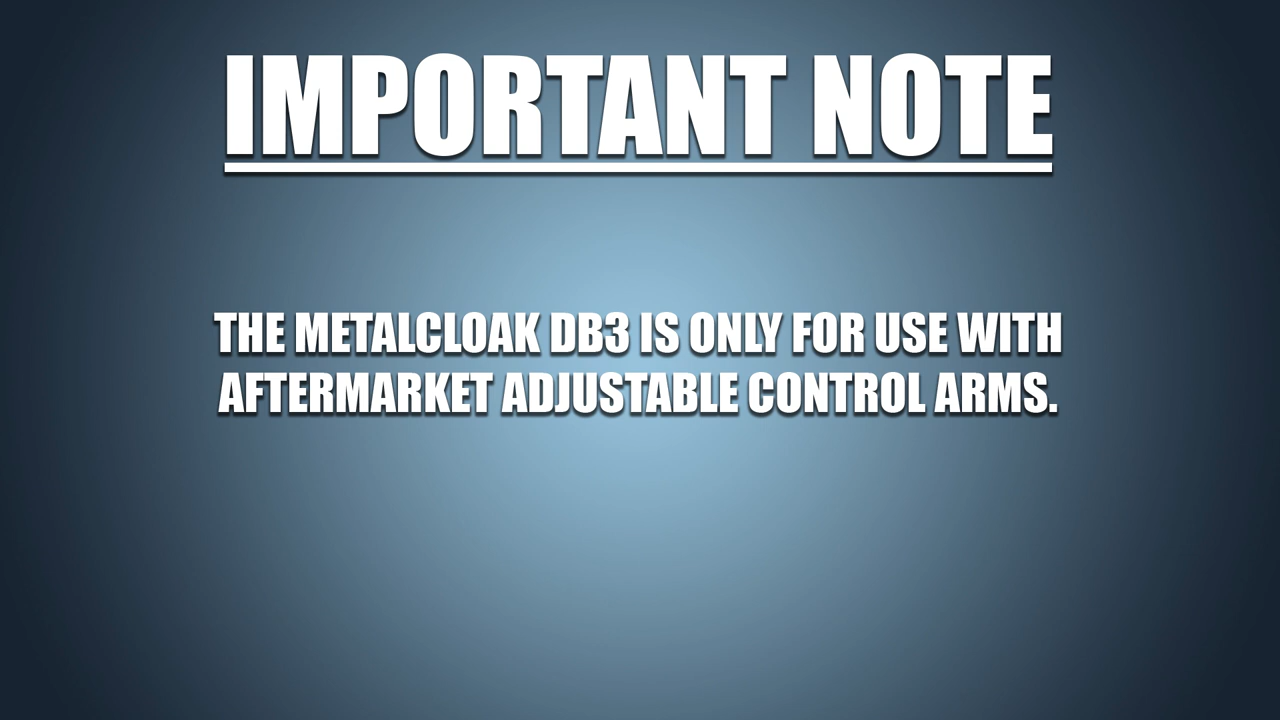 IMPORTANT NOTE
THE METALCLOAK DB3 IS ONLY FOR USE WITH
AFTERMARKET ADJUSTABLE CONTROL ARMS.